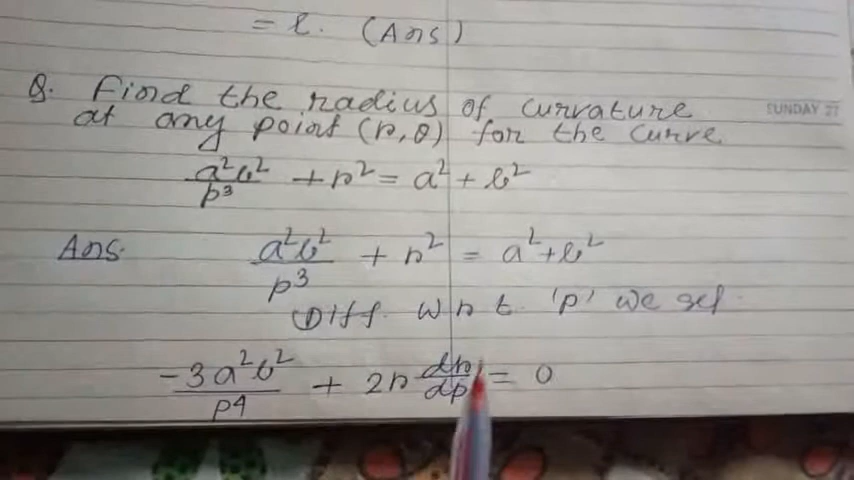 = l. (Ans)
Q. Find the radius of curvature
SUNDAY 27
at any point (r, θ) for the curve
a²b²/p³ + r² = a² + b²
Ans. a²b²/p³ + r² = a² + b²
Diff. w r t. 'p' we get
-3a²b²/p⁴ + 2r dr/dp = 0